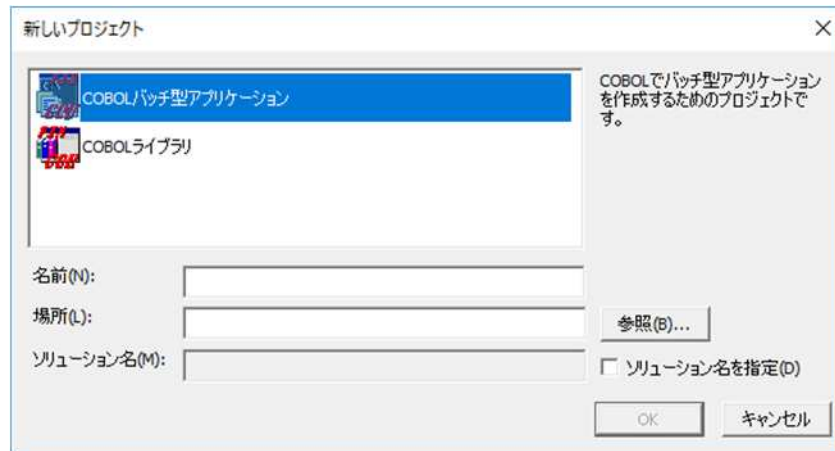 新しいプロジェクト
COBOLバッチ型アプリケーション
COBOLライブラリ
COBOLでバッチ型アプリケーション
を作成するためのプロジェクトで
す。
名前(N):
場所(L):
参照(B)...
ソリューション名(M):
ソリューション名を指定(D)
OK
キャンセル